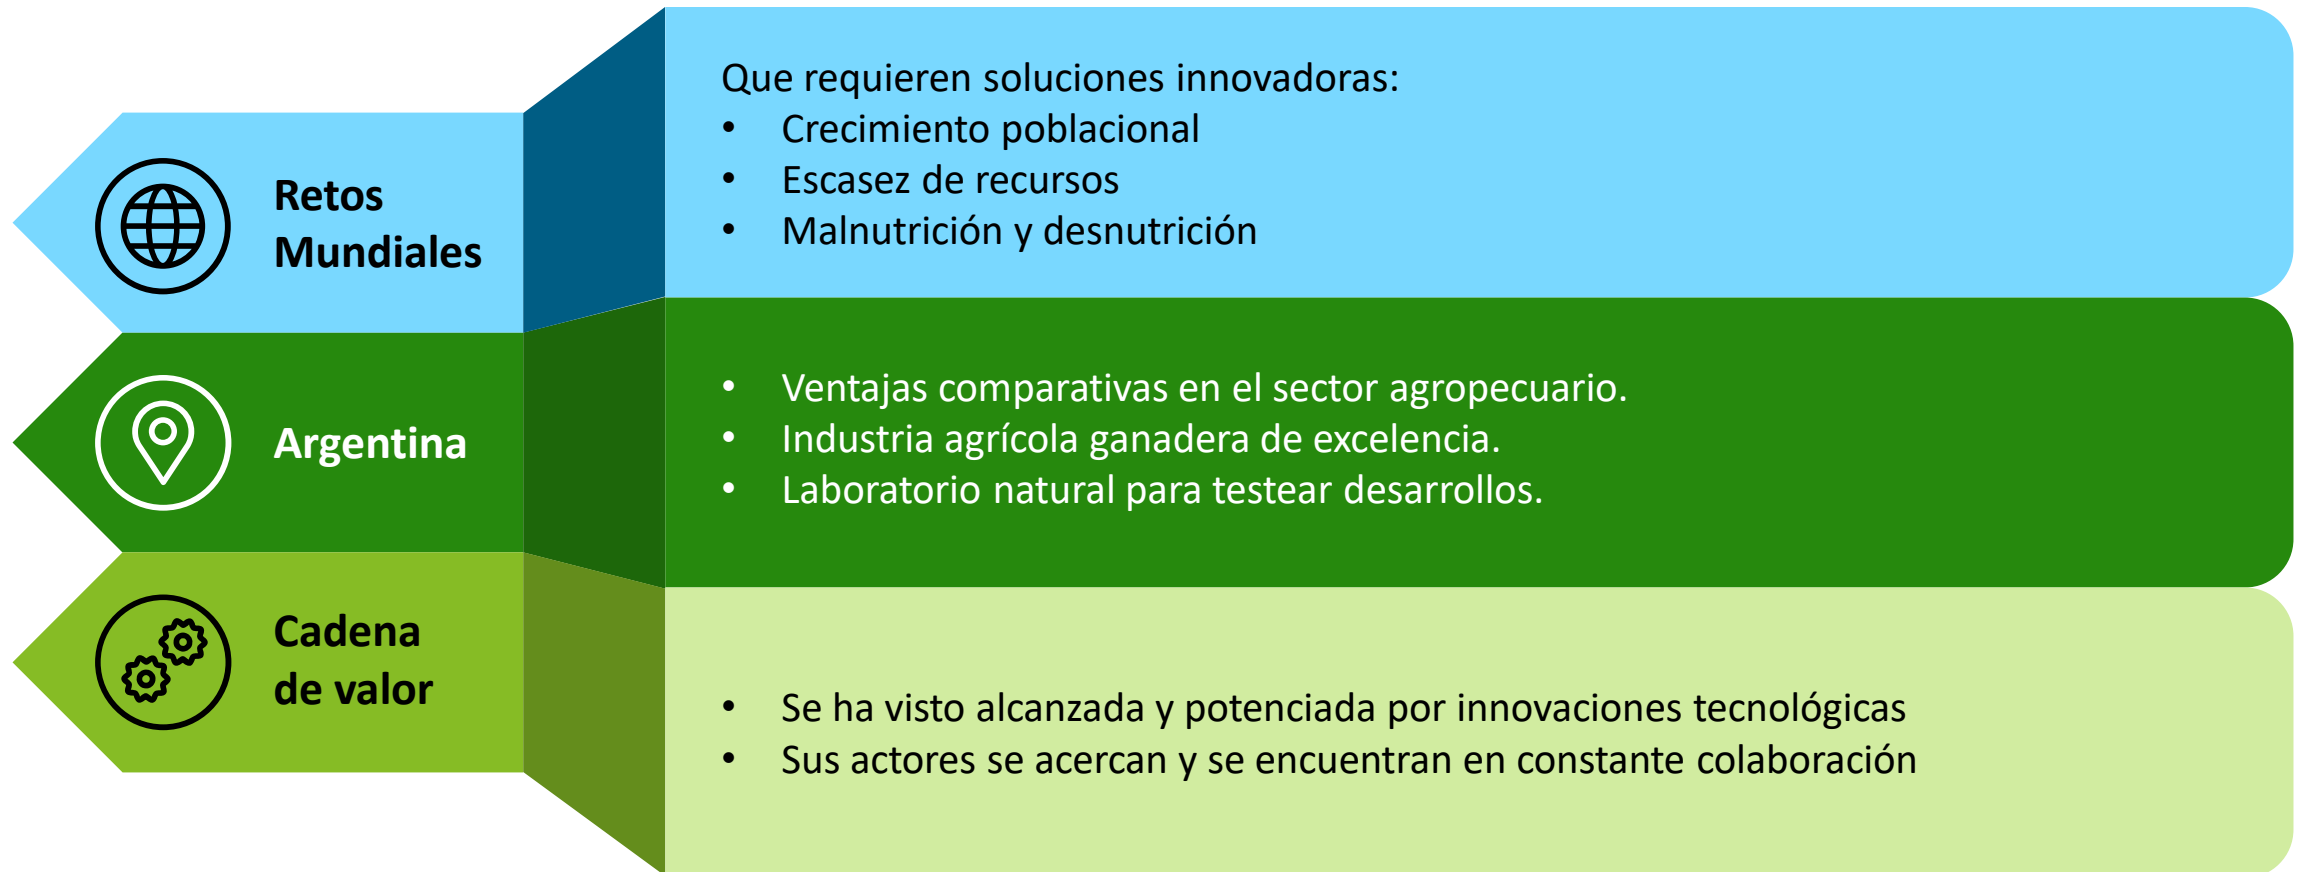 Retos
Mundiales
Que requieren soluciones innovadoras:
• Crecimiento poblacional
• Escasez de recursos
• Malnutrición y desnutrición
Argentina
• Ventajas comparativas en el sector agropecuario.
• Industria agrícola ganadera de excelencia.
• Laboratorio natural para testear desarrollos.
Cadena
de valor
• Se ha visto alcanzada y potenciada por innovaciones tecnológicas
• Sus actores se acercan y se encuentran en constante colaboración